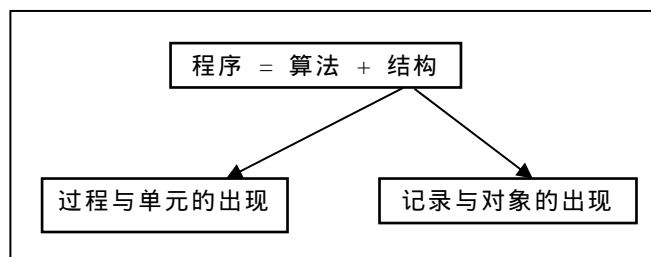 程序 = 算法 + 结构
过程与单元的出现
记录与对象的出现